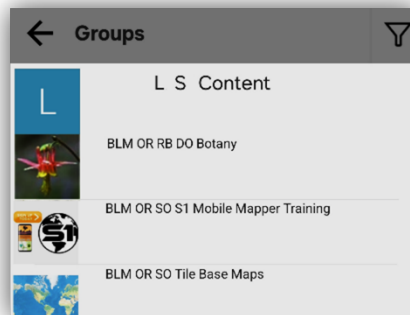 Groups
L
L S Content
BLM OR RB DO Botany
S1
BLM OR SO S1 Mobile Mapper Training
BLM OR SO Tile Base Maps